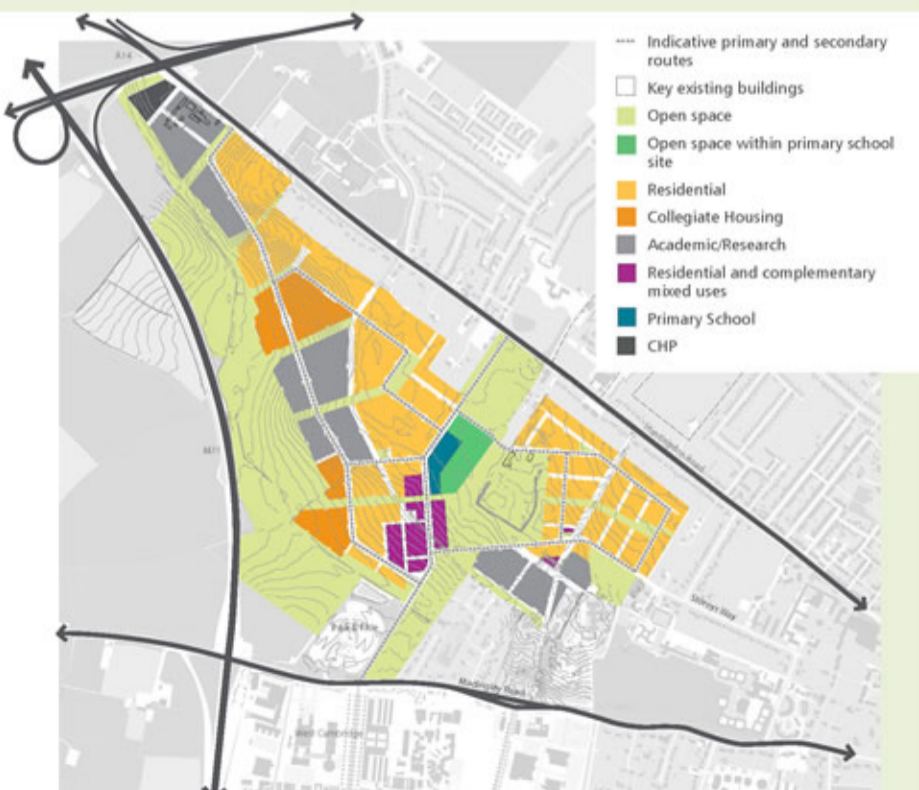 Indicative primary and secondary
routes
Key existing buildings
Open space
Open space within primary school
site
Residential
Collegiate Housing
Academic/Research
Residential and complementary
mixed uses
Primary School
CHP
A14
M11
Huntingdon Road
Storeys Way
Park & Ride
Madingley Road
West Cambridge